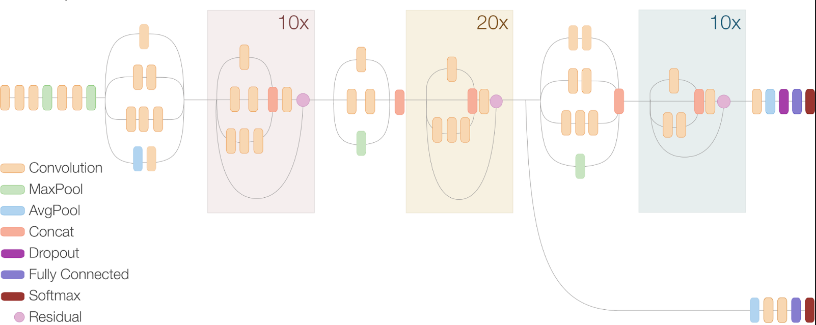 10x
20x
10x
Convolution
MaxPool
AvgPool
Concat
Dropout
Fully Connected
Softmax
Residual